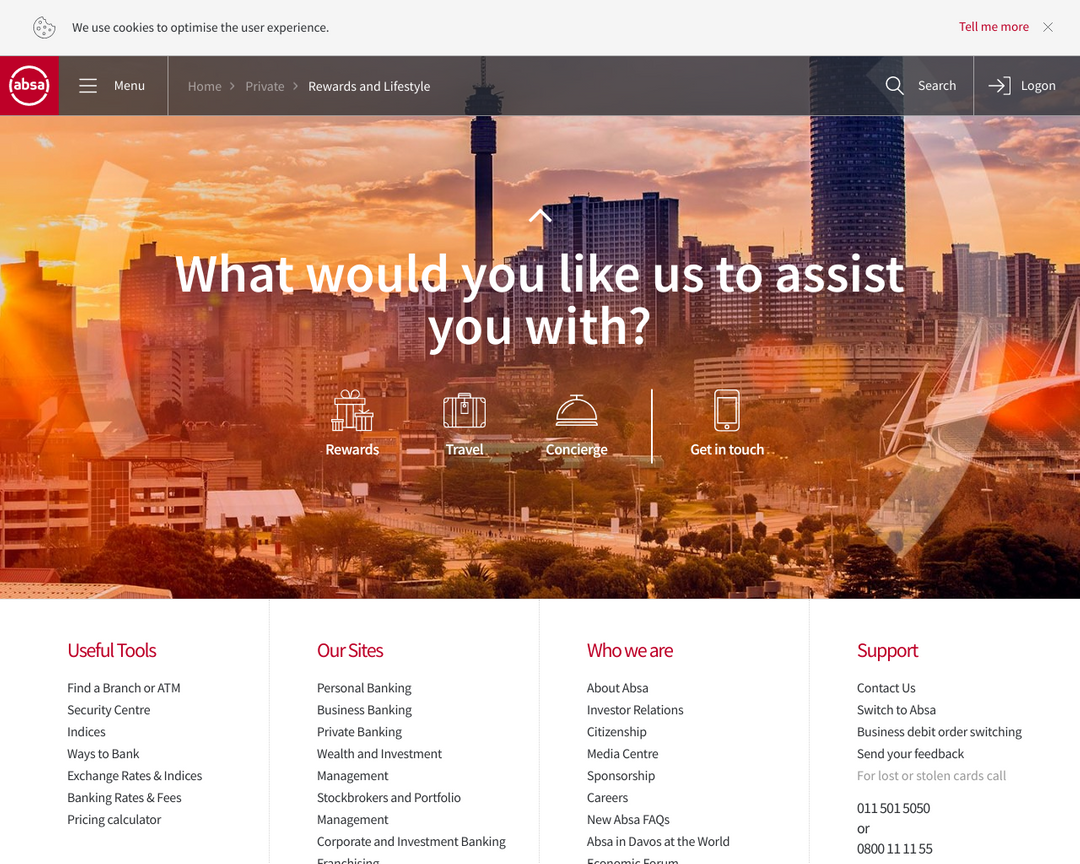 We use cookies to optimise the user experience.
Tell me more
absa
Menu
Home
Private
Rewards and Lifestyle
Search
Logon
What would you like us to assist
you with?
Rewards
Travel
Concierge
Get in touch
Useful Tools
Find a Branch or ATM
Security Centre
Indices
Ways to Bank
Exchange Rates & Indices
Banking Rates & Fees
Pricing calculator
Our Sites
Personal Banking
Business Banking
Private Banking
Wealth and Investment
Management
Stockbrokers and Portfolio
Management
Corporate and Investment Banking
Franchising
Who we are
About Absa
Investor Relations
Citizenship
Media Centre
Sponsorship
Careers
New Absa FAQs
Absa in Davos at the World
Economic Forum
Support
Contact Us
Switch to Absa
Business debit order switching
Send your feedback
For lost or stolen cards call
011 501 5050
or
0800 11 11 55